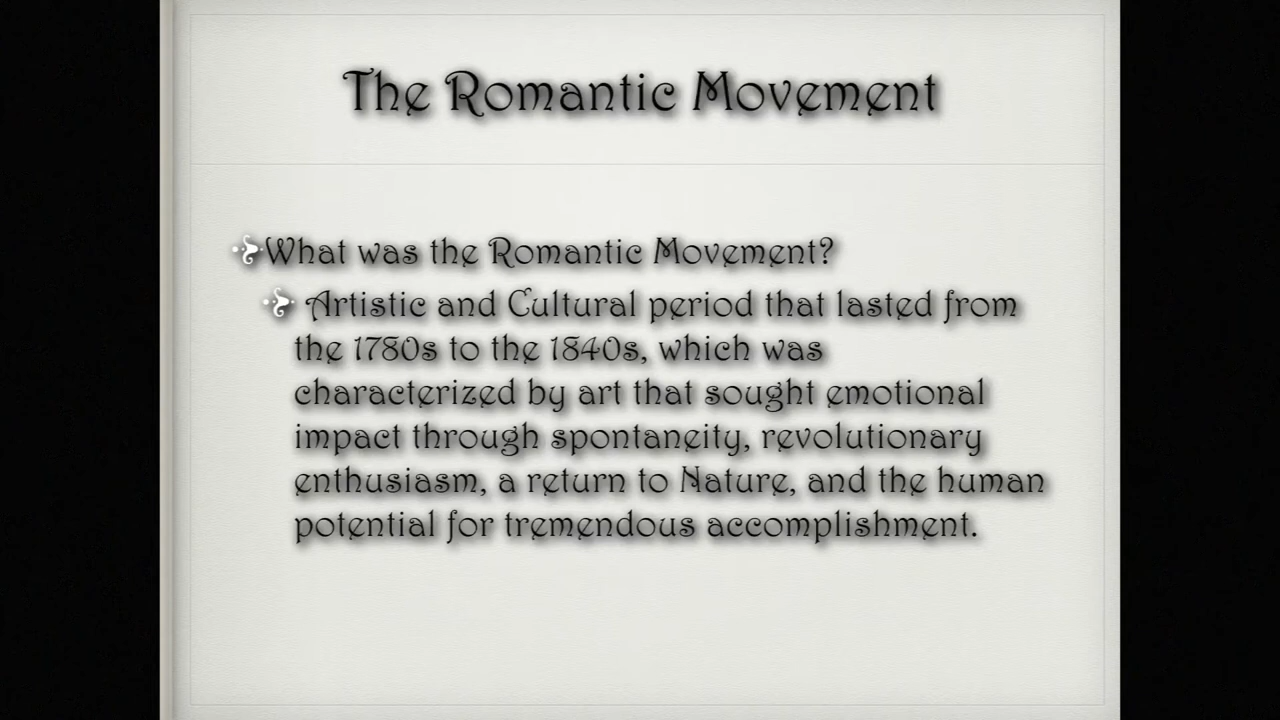 The Romantic Movement
What was the Romantic Movement?
Artistic and Cultural period that lasted from
the 1780s to the 1840s, which was
characterized by art that sought emotional
impact through spontaneity, revolutionary
enthusiasm, a return to Nature, and the human
potential for tremendous accomplishment.